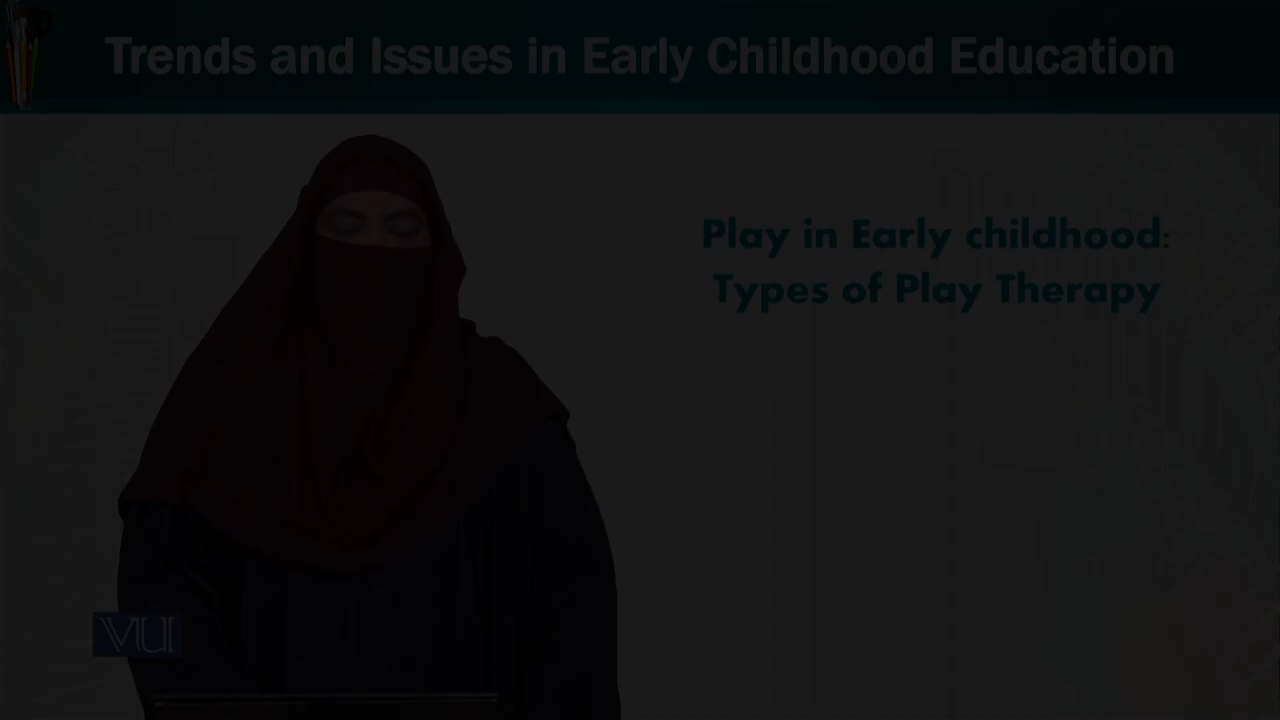 Trends and Issues in Early Childhood Education
Play in Early childhood:
Types of Play Therapy
VU